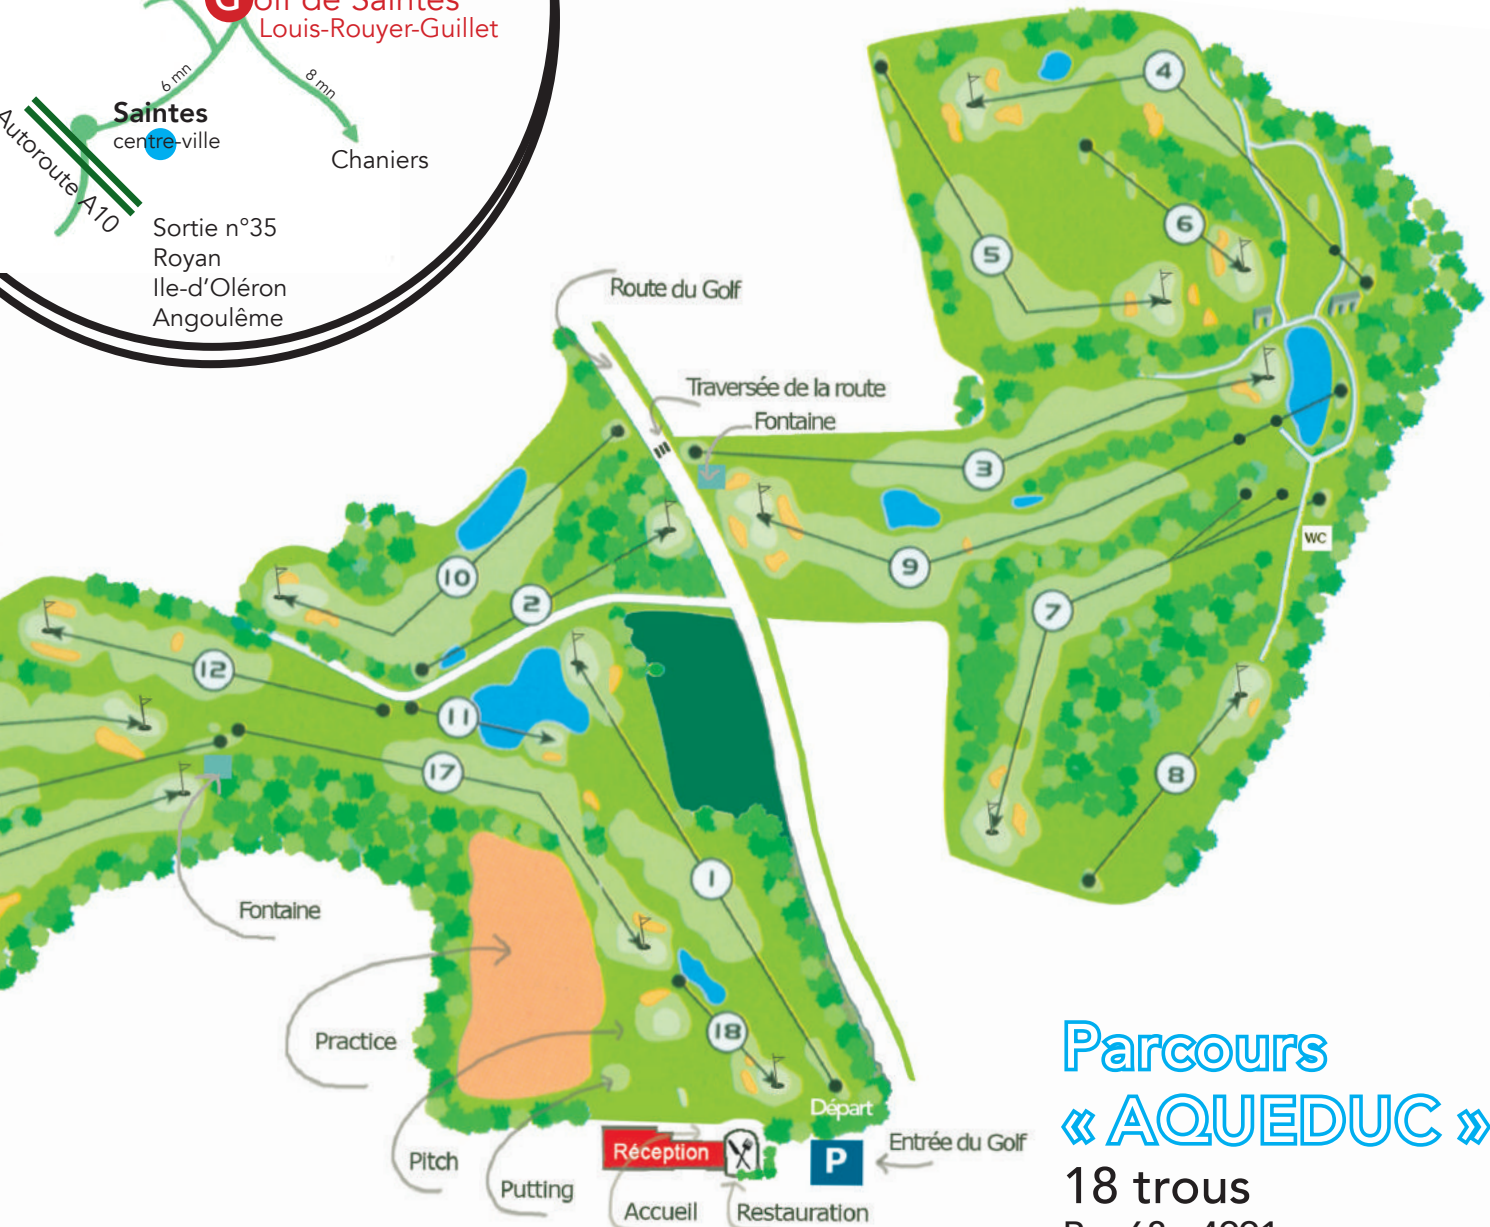 Golf de Saintes
Louis-Rouyer-Guillet
6 mn
8 mn
Saintes
centre-ville
Chaniers
Autoroute A10
Sortie n°35
Royan
Ile-d'Oléron
Angoulême
Route du Golf
Traversée de la route
Fontaine
4
6
5
3
9
7
WC
8
10
2
12
11
17
1
18
Fontaine
Practice
Pitch
Putting
Départ
Réception
P
Entrée du Golf
Accueil
Restauration
Parcours
« AQUEDUC »
18 trous